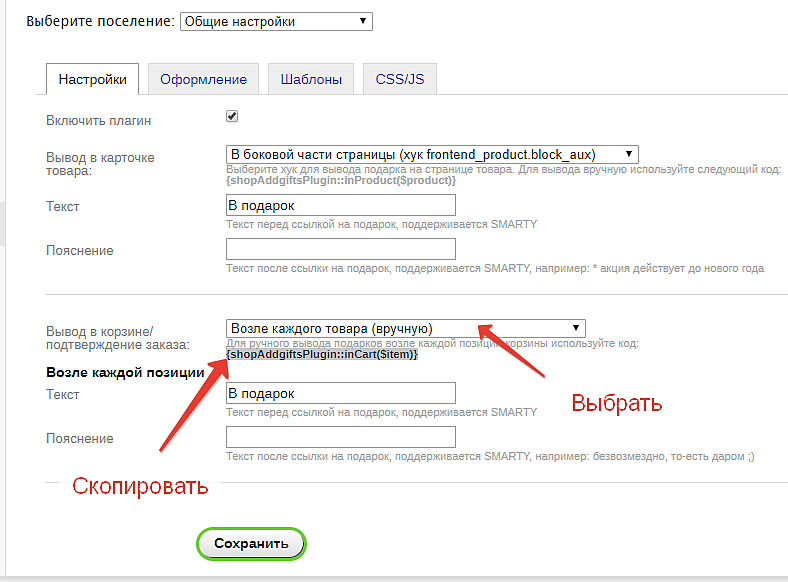 Выберите поселение: Общие настройки
Настройки Оформление Шаблоны CSS/JS
Включить плагин
Вывод в карточке товара:
В боковой части страницы (хук frontend_product.block_aux)
Выберите хук для вывода подарка на странице товара. Для вывода вручную используйте следующий код:
{shopAddgiftsPlugin::inProduct($product)}
Текст
В подарок
Текст перед ссылкой на подарок, поддерживается SMARTY
Пояснение
Текст после ссылки на подарок, поддерживается SMARTY, например: * акция действует до нового года
Вывод в корзине/
подтверждение заказа:
Возле каждого товара (вручную)
Для ручного вывода подарков возле каждой позиции корзины используйте код:
{shopAddgiftsPlugin::inCart($item)}
Возле каждой позиции
Выбрать
Текст
В подарок
Текст перед ссылкой на подарок, поддерживается SMARTY
Пояснение
Текст после ссылки на подарок, поддерживается SMARTY, например: безвозмездно, то-есть даром ;)
Скопировать
Сохранить